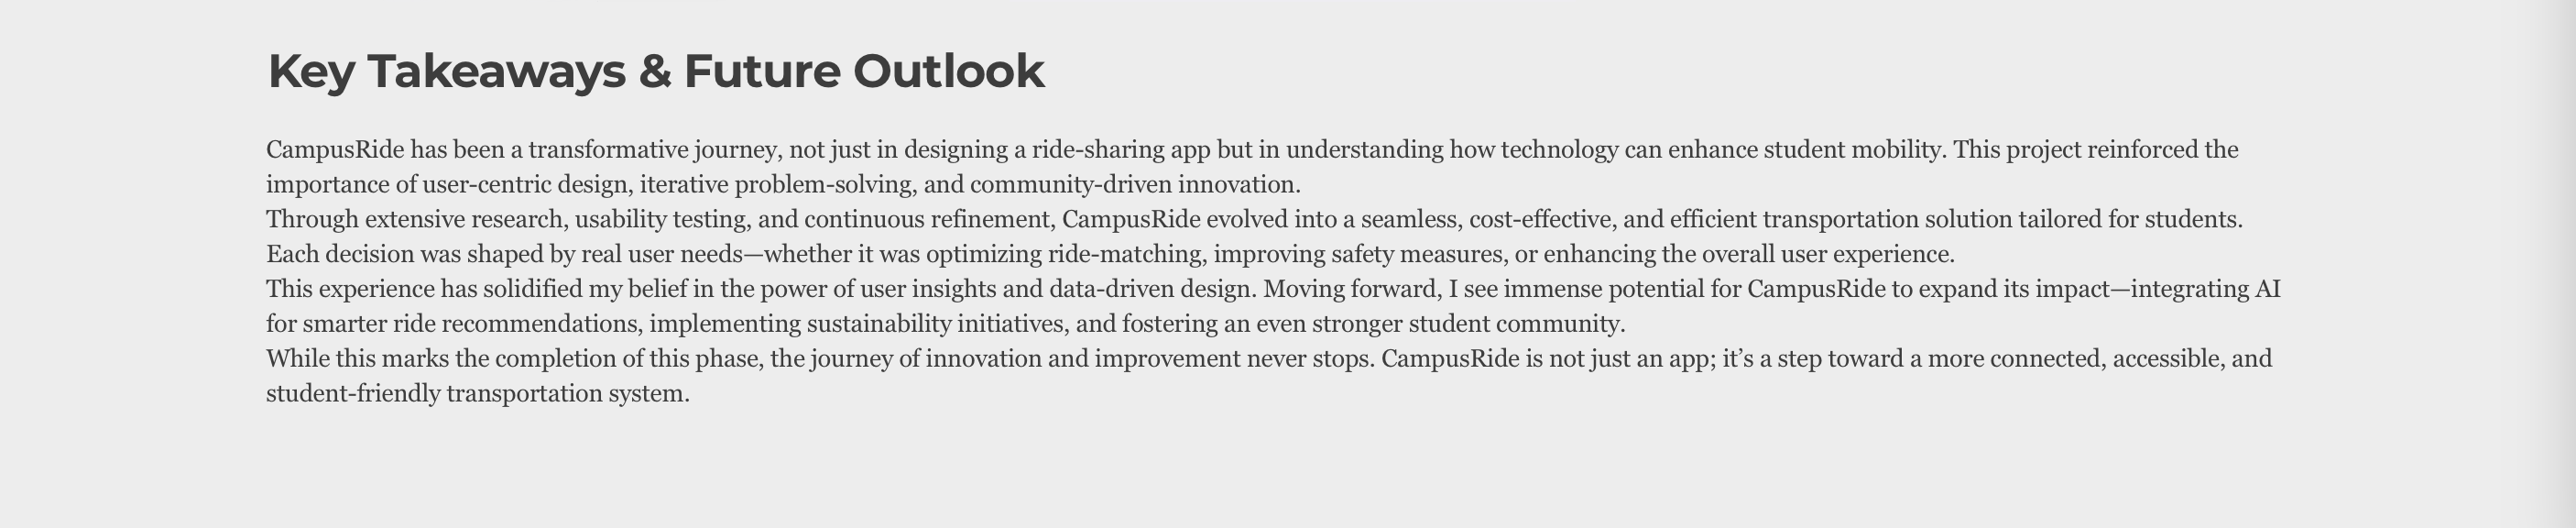 Key Takeaways & Future Outlook
CampusRide has been a transformative journey, not just in designing a ride-sharing app but in understanding how technology can enhance student mobility. This project reinforced the
importance of user-centric design, iterative problem-solving, and community-driven innovation.
Through extensive research, usability testing, and continuous refinement, CampusRide evolved into a seamless, cost-effective, and efficient transportation solution tailored for students.
Each decision was shaped by real user needs—whether it was optimizing ride-matching, improving safety measures, or enhancing the overall user experience.
This experience has solidified my belief in the power of user insights and data-driven design. Moving forward, I see immense potential for CampusRide to expand its impact—integrating AI
for smarter ride recommendations, implementing sustainability initiatives, and fostering an even stronger student community.
While this marks the completion of this phase, the journey of innovation and improvement never stops. CampusRide is not just an app; it’s a step toward a more connected, accessible, and
student-friendly transportation system.